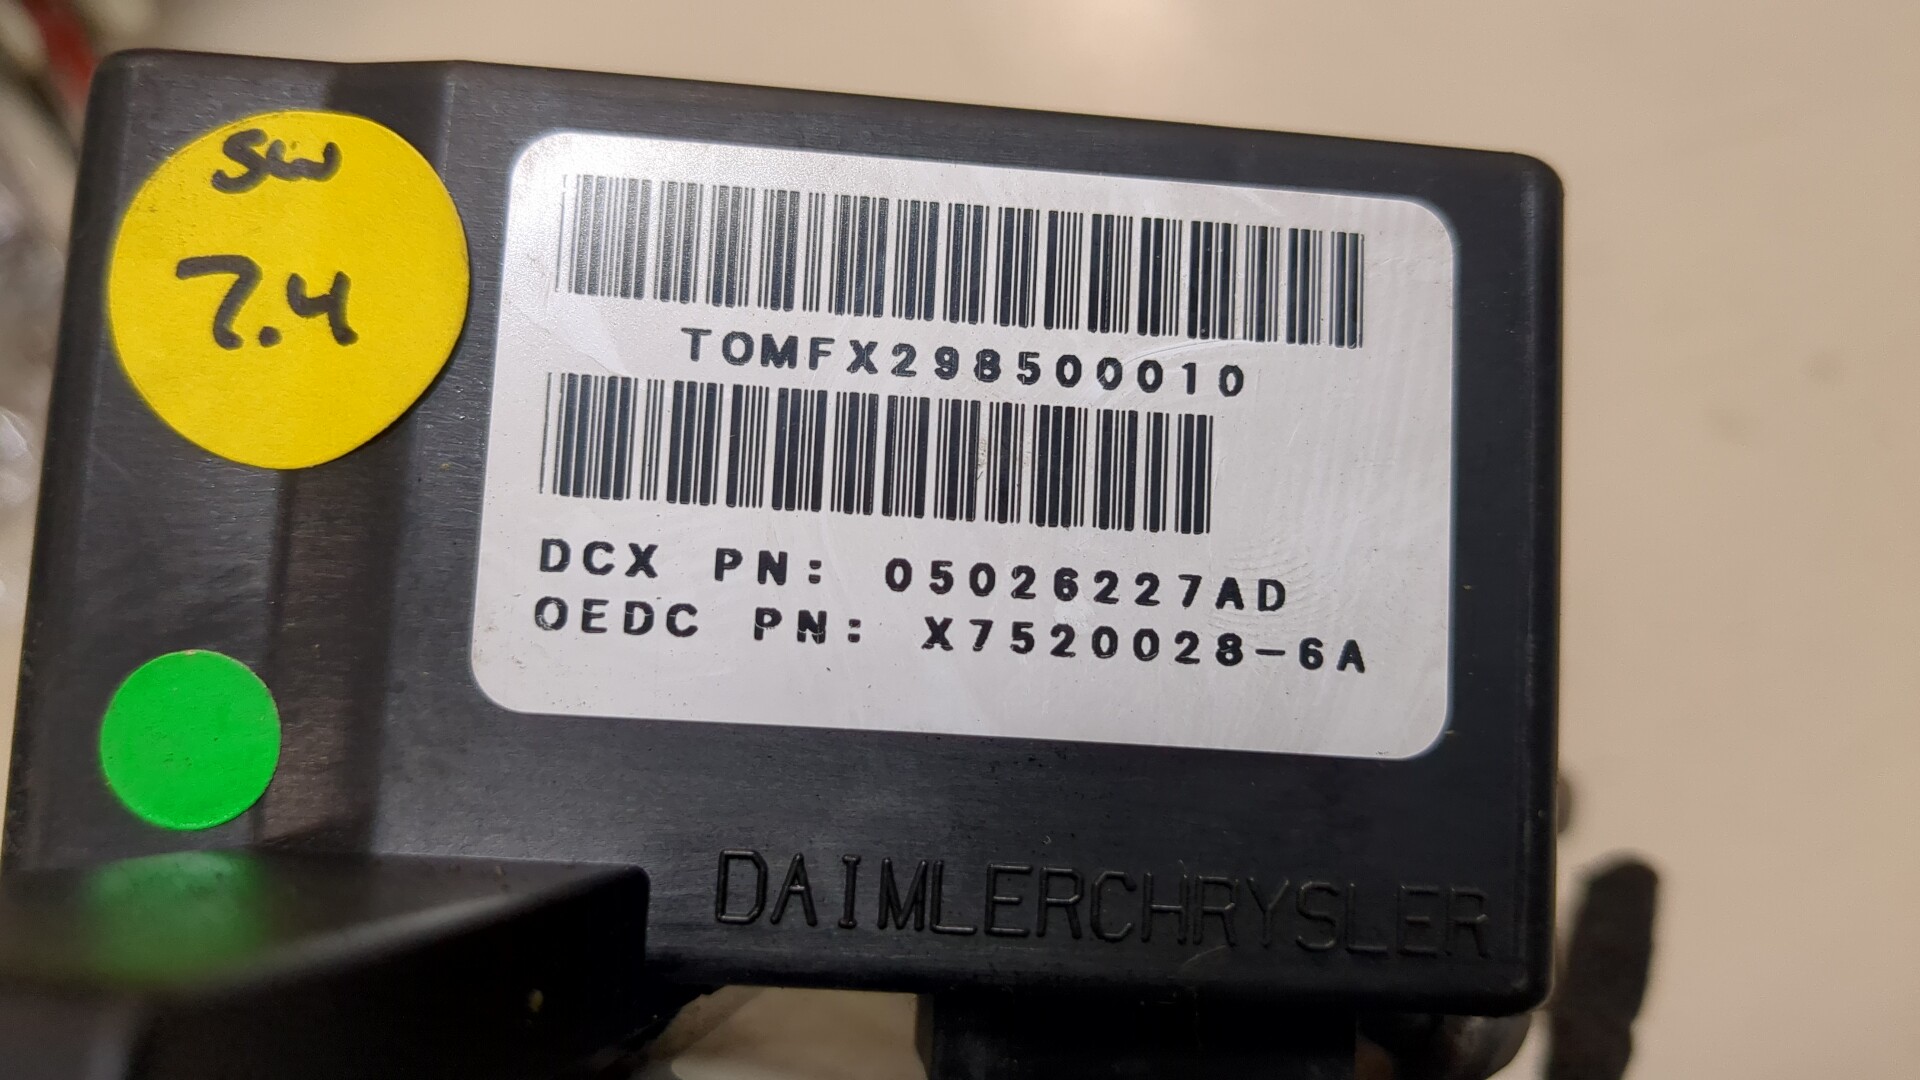 SW
7.4
TOMFX298500010
DCX PN: 05026227AD
OEDC PN: X7520028-6A
DAIMLERCHRYSLER